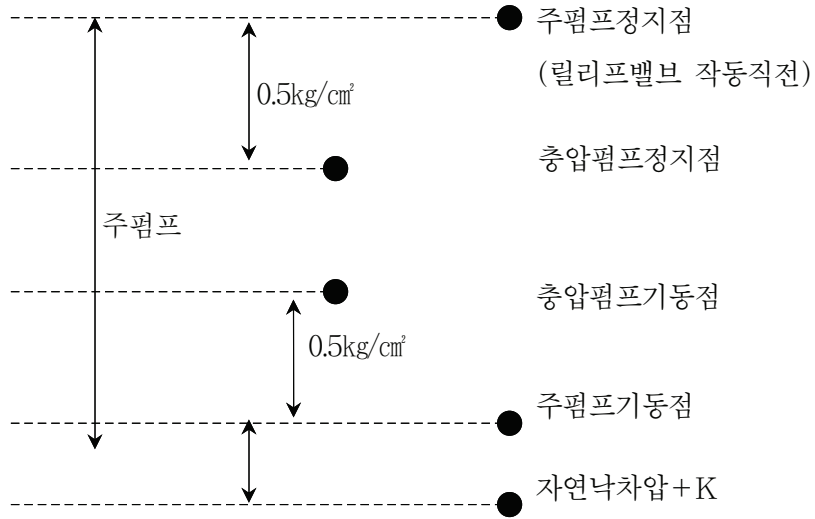 주펌프정지점
(릴리프밸브 작동직전)
0.5kg/㎠
충압펌프정지점
주펌프
충압펌프기동점
0.5kg/㎠
주펌프기동점
자연낙차압+K